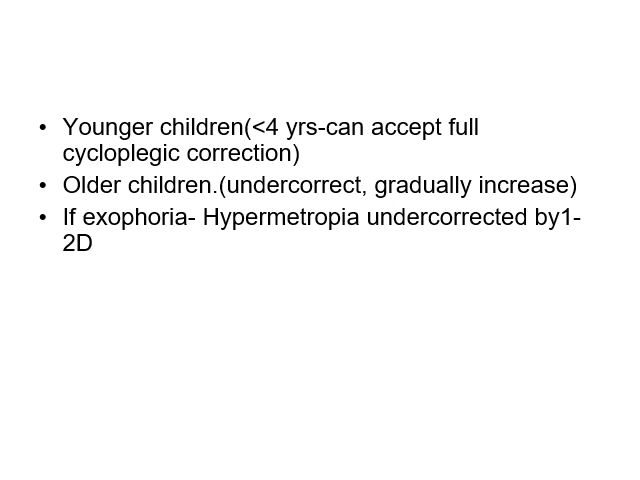 • Younger children(<4 yrs-can accept full
cycloplegic correction)
• Older children.(undercorrect, gradually increase)
• If exophoria- Hypermetropia undercorrected by1-
2D